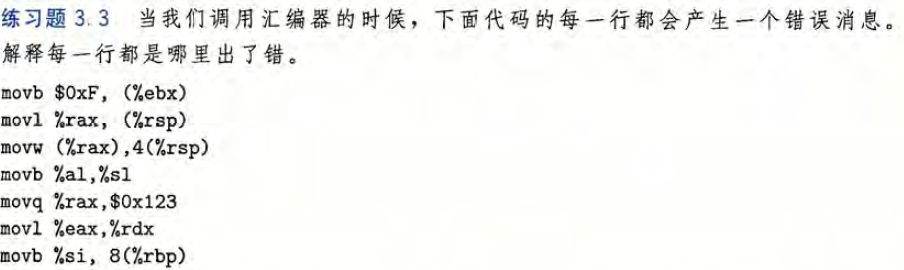 练习题 3.3 当我们调用汇编器的时候，下面代码的每一行都会产生一个错误消息。
解释每一行都是哪里出了错。
movb $0xF, (%ebx)
movl %rax, (%rsp)
movw (%rax),4(%rsp)
movb %al,%sl
movq %rax,$0x123
movl %eax,%rdx
movb %si, 8(%rbp)